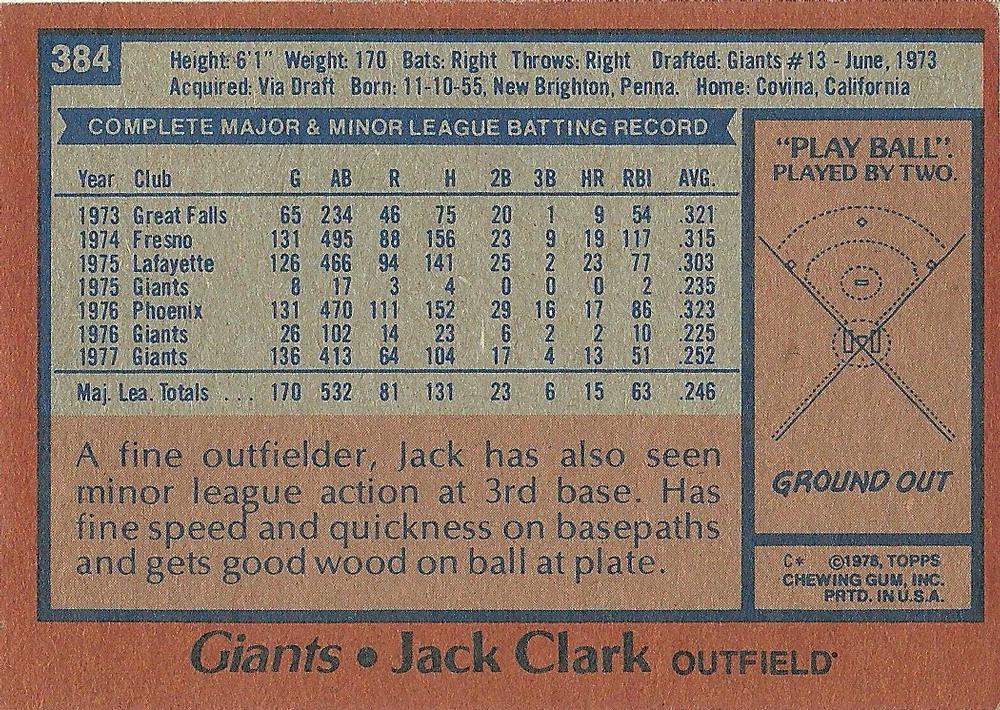 384
Height: 6'1" Weight: 170 Bats: Right Throws: Right Drafted: Giants #13 - June, 1973
Acquired: Via Draft Born: 11-10-55, New Brighton, Penna. Home: Covina, California
COMPLETE MAJOR & MINOR LEAGUE BATTING RECORD
Year Club G AB R H 2B 3B HR RBI AVG.
1973 Great Falls 65 234 46 75 20 1 9 54 .321
1974 Fresno 131 495 88 156 23 9 19 117 .315
1975 Lafayette 126 466 94 141 25 2 23 77 .303
1975 Giants 8 17 3 4 0 0 0 2 .235
1976 Phoenix 131 470 111 152 29 16 17 86 .323
1976 Giants 26 102 14 23 6 2 2 10 .225
1977 Giants 136 413 64 104 17 4 13 51 .252
Maj. Lea. Totals . . . 170 532 81 131 23 6 15 63 .246
A fine outfielder, Jack has also seen
minor league action at 3rd base. Has
fine speed and quickness on basepaths
and gets good wood on ball at plate.
"PLAY BALL".
PLAYED BY TWO.
GROUND OUT
C* ©1978, TOPPS
CHEWING GUM, INC.
PRTD. IN U.S.A.
Giants • Jack Clark OUTFIELD